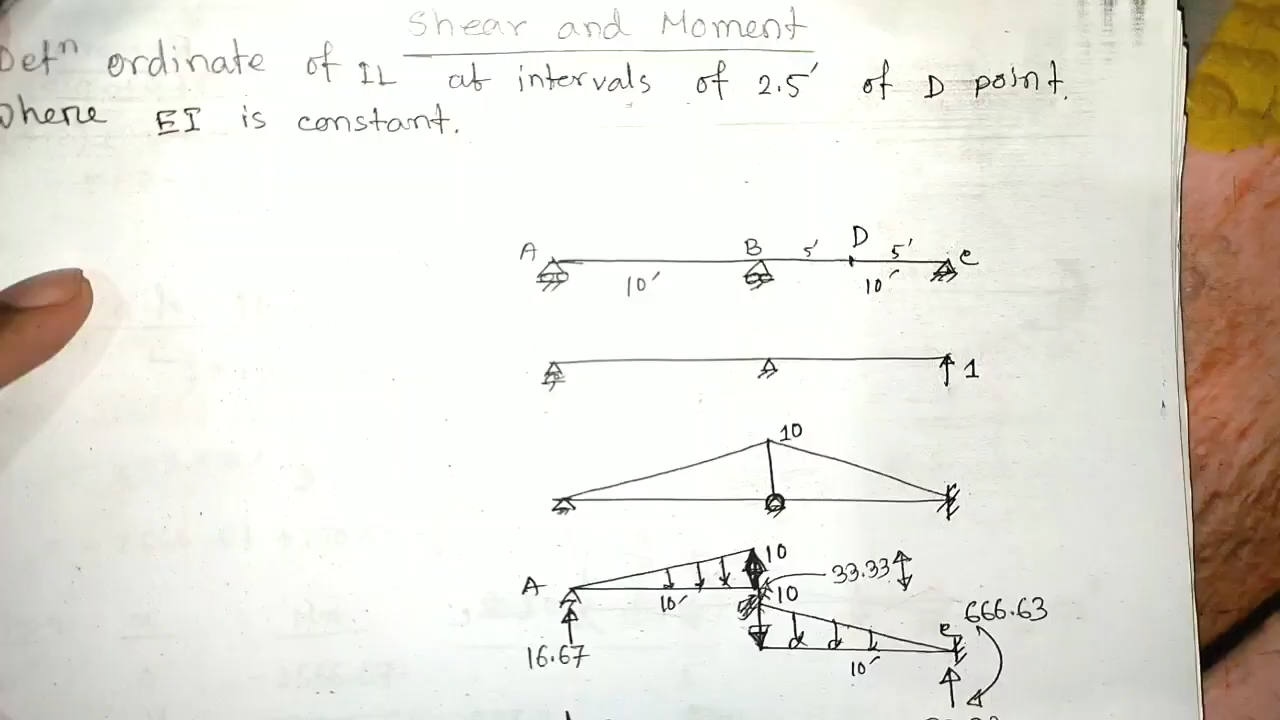 Shear and Moment
Detⁿ ordinate of IL at intervals of 2.5' of D point.
Where EI is constant.
A B 5' D 5' e
10' 10'
1
10
A 10 33.33
10' 10
666.63
e
16.67
10'